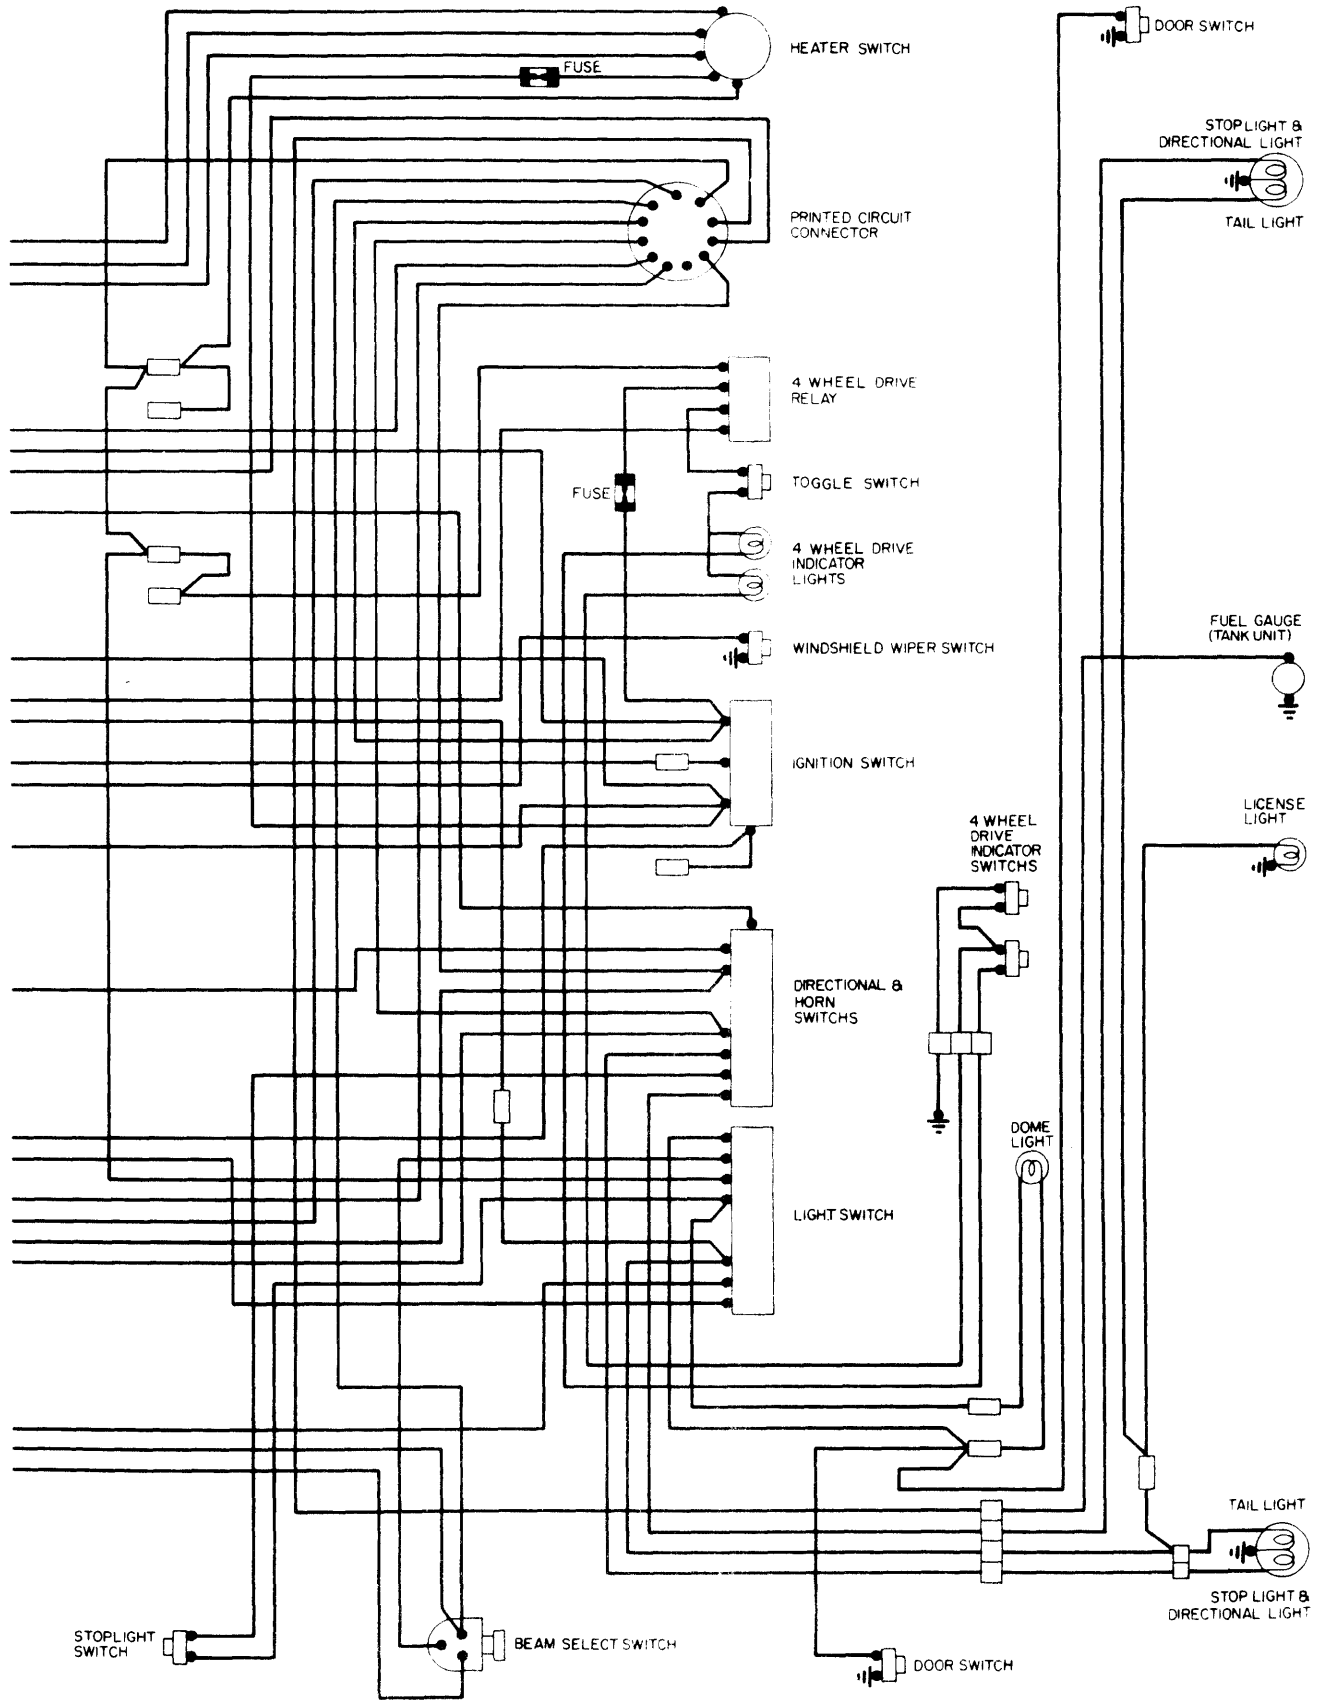 HEATER SWITCH
FUSE
DOOR SWITCH
STOP LIGHT &
DIRECTIONAL LIGHT
TAIL LIGHT
PRINTED CIRCUIT
CONNECTOR
4 WHEEL DRIVE
RELAY
TOGGLE SWITCH
FUSE
4 WHEEL DRIVE
INDICATOR
LIGHTS
WINDSHIELD WIPER SWITCH
FUEL GAUGE
(TANK UNIT)
IGNITION SWITCH
LICENSE
LIGHT
4 WHEEL
DRIVE
INDICATOR
SWITCHS
DIRECTIONAL &
HORN
SWITCHS
DOME
LIGHT
LIGHT SWITCH
TAIL LIGHT
STOP LIGHT &
DIRECTIONAL LIGHT
STOPLIGHT
SWITCH
BEAM SELECT SWITCH
DOOR SWITCH